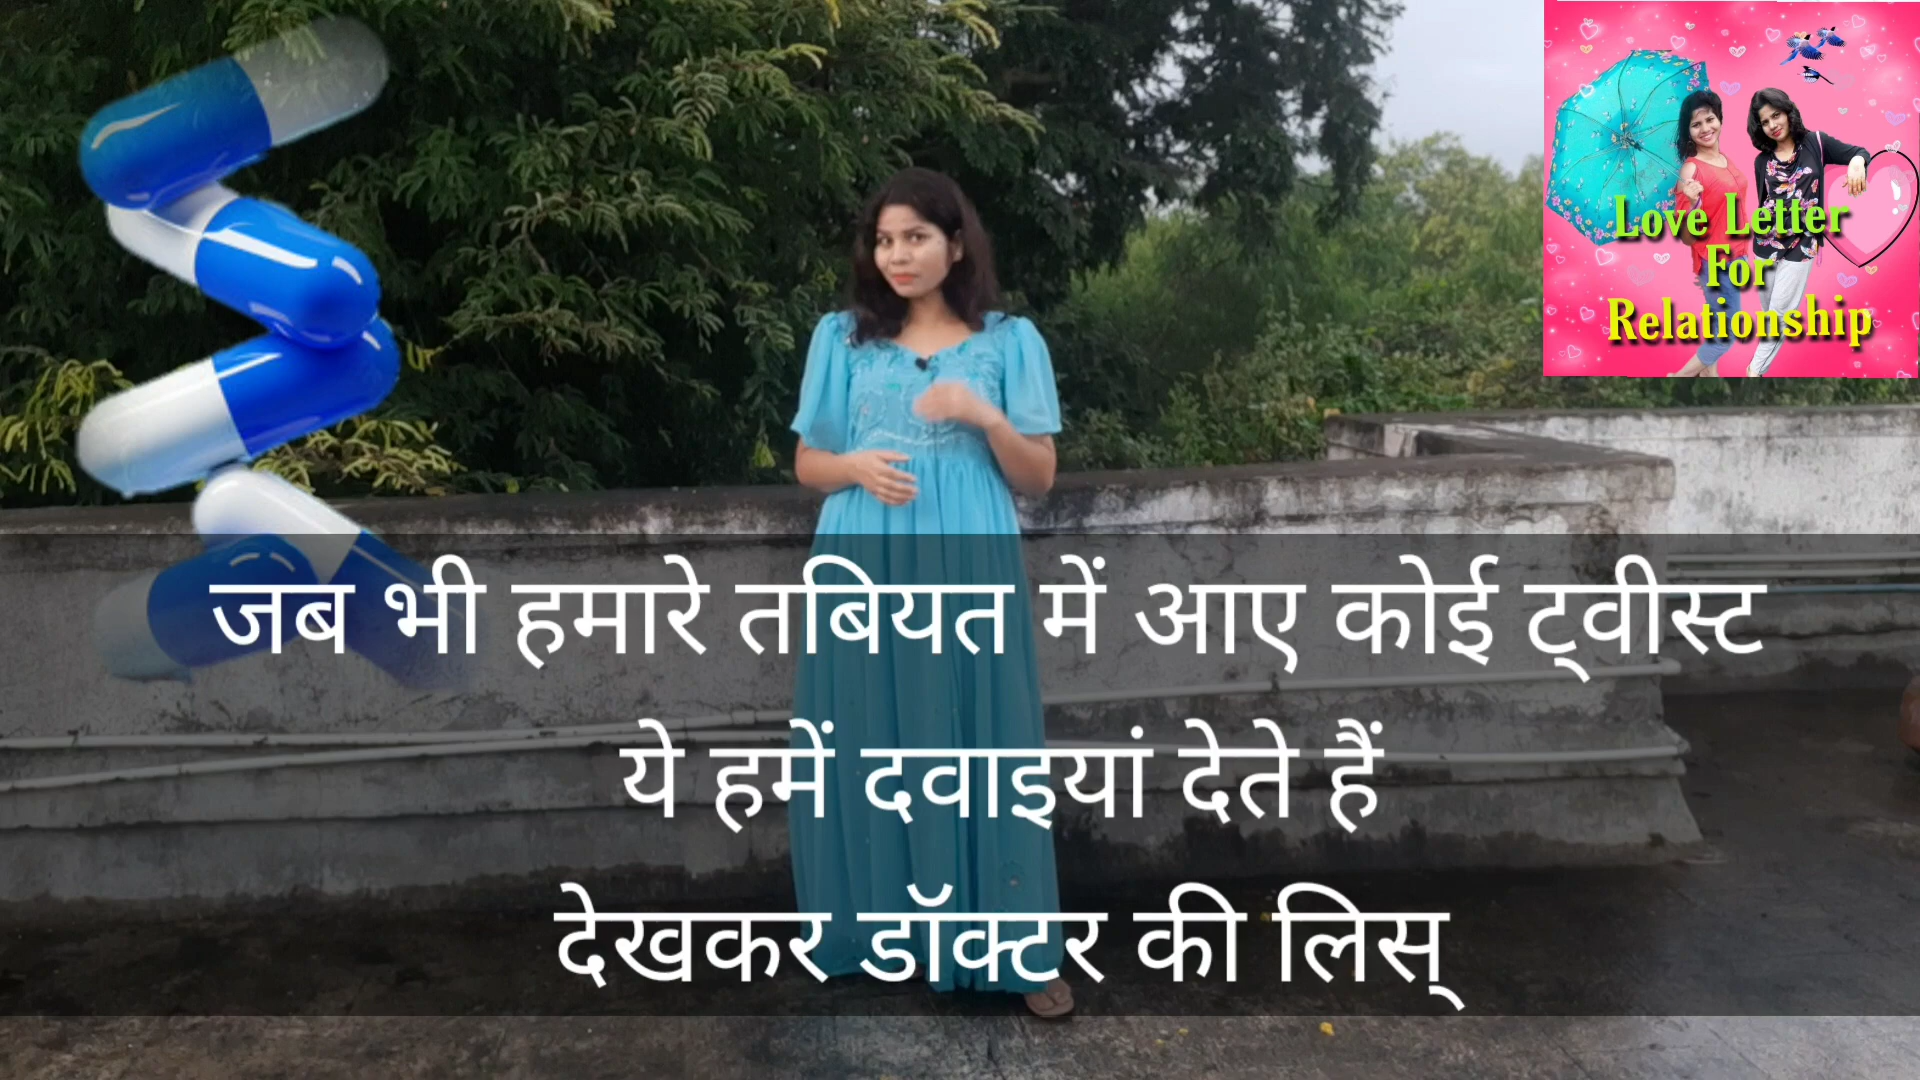 Love Letter
For
Relationship
जब भी हमारे तबियत में आए कोई ट्वीस्ट
ये हमें दवाइयां देते हैं
देखकर डॉक्टर की लिस्